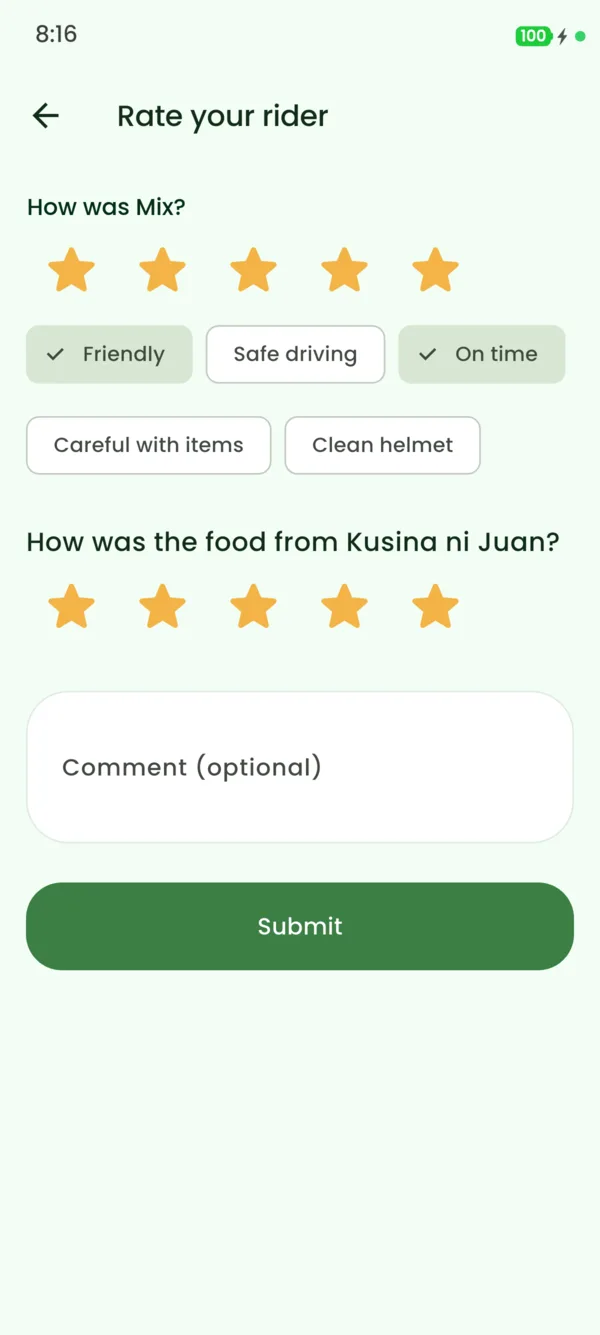 8:16
100
Rate your rider
How was Mix?
Friendly
Safe driving
On time
Careful with items
Clean helmet
How was the food from Kusina ni Juan?
Comment (optional)
Submit